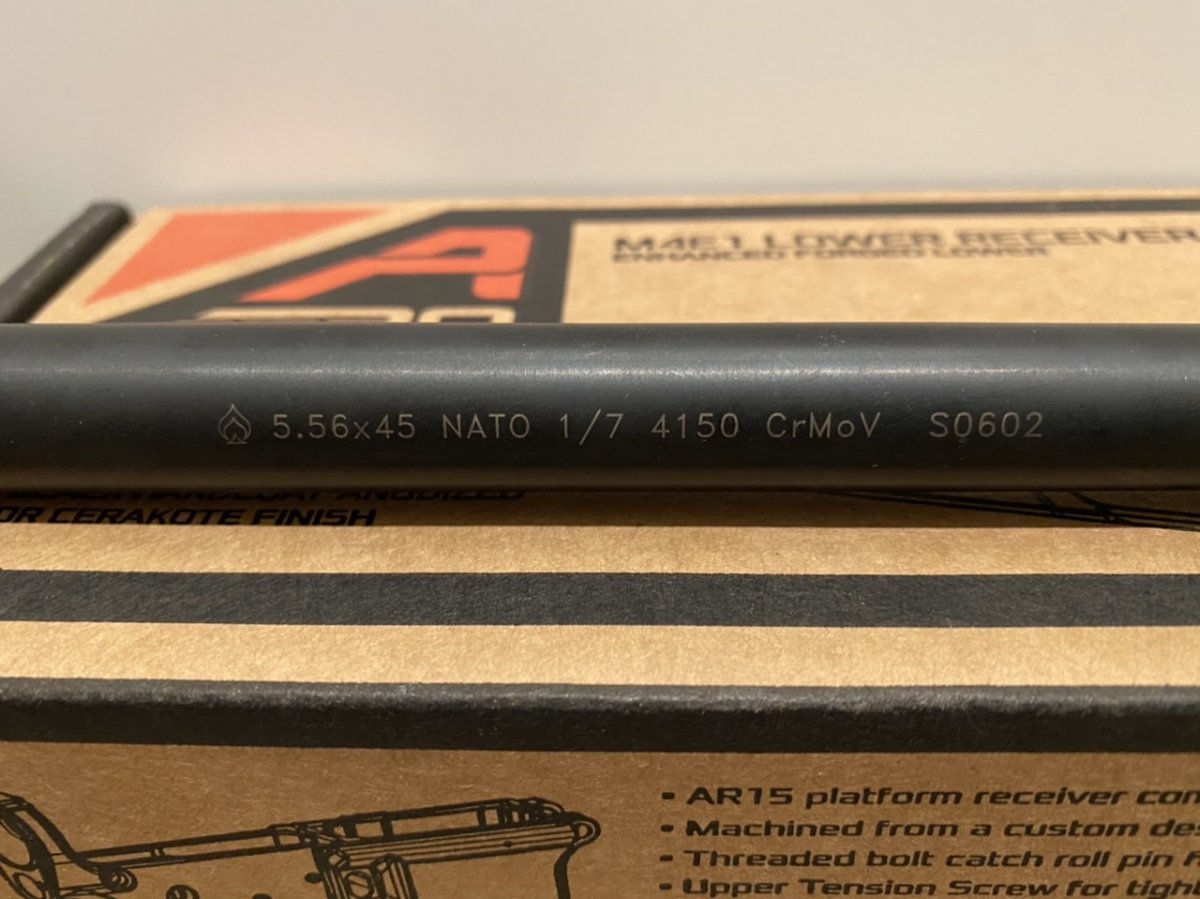 A
M4E1 LOWER RECEIVER
ENHANCED FORGED LOWER
5.56x45 NATO 1/7 4150 CrMoV S0602
OR CERAKOTE FINISH
• AR15 platform receiver
• Machined from a custom
• Threaded bolt catch roll pin
• Upper Tension Screw for